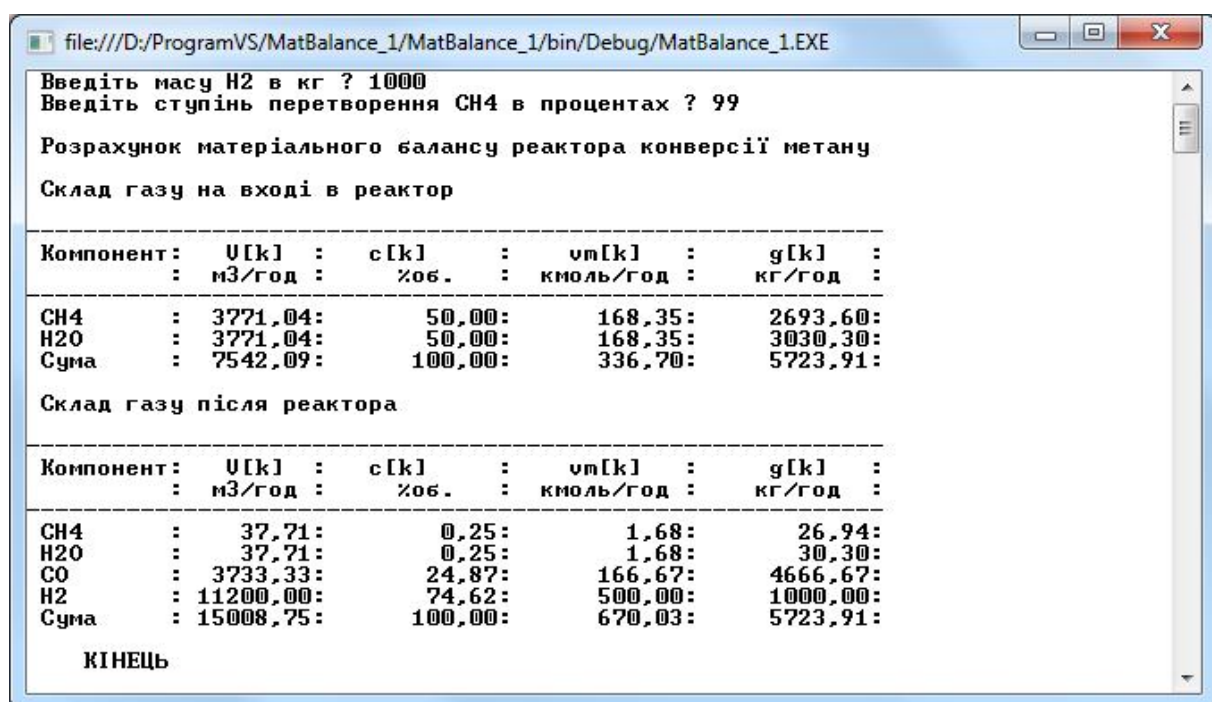 file:///D:/ProgramVS/MatBalance_1/MatBalance_1/bin/Debug/MatBalance_1.EXE
Введіть масу H2 в кг ? 1000
Введіть ступінь перетворення CH4 в процентах ? 99
Розрахунок матеріального балансу реактора конверсії метану
Склад газу на вході в реактор
Компонент: V[k] : c[k] : vm[k] : g[k] :
: м3/год : %об. : кмоль/год : кг/год :
CH4 : 3771,04: 50,00: 168,35: 2693,60:
H2O : 3771,04: 50,00: 168,35: 3030,30:
Сума : 7542,09: 100,00: 336,70: 5723,91:
Склад газу після реактора
Компонент: V[k] : c[k] : vm[k] : g[k] :
: м3/год : %об. : кмоль/год : кг/год :
CH4 : 37,71: 0,25: 1,68: 26,94:
H2O : 37,71: 0,25: 1,68: 30,30:
CO : 3733,33: 24,87: 166,67: 4666,67:
H2 : 11200,00: 74,62: 500,00: 1000,00:
Сума : 15008,75: 100,00: 670,03: 5723,91:
КІНЕЦЬ